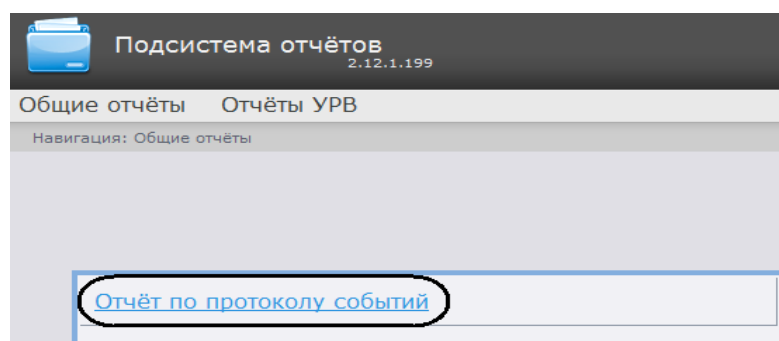 Подсистема отчётов
2.12.1.199
Общие отчёты Отчёты УРВ
Навигация: Общие отчёты
Отчёт по протоколу событий